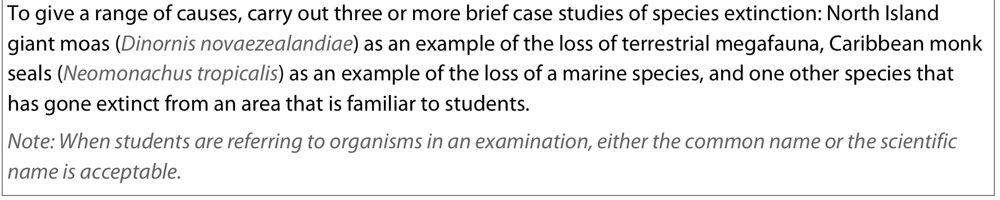 To give a range of causes, carry out three or more brief case studies of species extinction: North Island
giant moas (Dinornis novaezealandiae) as an example of the loss of terrestrial megafauna, Caribbean monk
seals (Neomonachus tropicalis) as an example of the loss of a marine species, and one other species that
has gone extinct from an area that is familiar to students.
Note: When students are referring to organisms in an examination, either the common name or the scientific
name is acceptable.